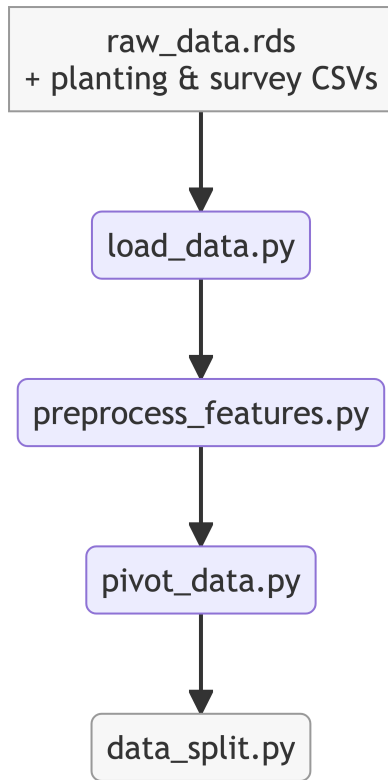 raw_data.rds
+ planting & survey CSVs
load_data.py
preprocess_features.py
pivot_data.py
data_split.py